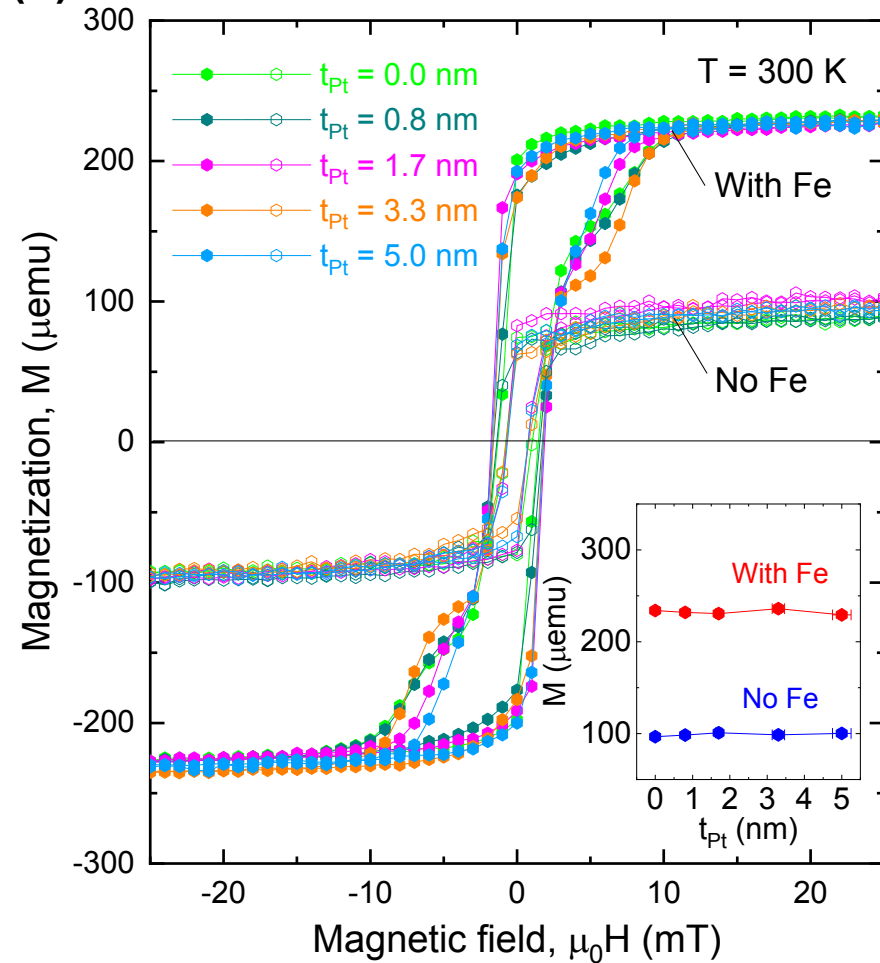 300
200
100
0
-100
-200
-300
Magnetization, M (μemu)
t_Pt = 0.0 nm
t_Pt = 0.8 nm
t_Pt = 1.7 nm
t_Pt = 3.3 nm
t_Pt = 5.0 nm
T = 300 K
With Fe
No Fe
-20 -10 0 10 20
Magnetic field, μ₀H (mT)
300
200
100
M (μemu)
With Fe
No Fe
0 1 2 3 4 5
t_Pt (nm)